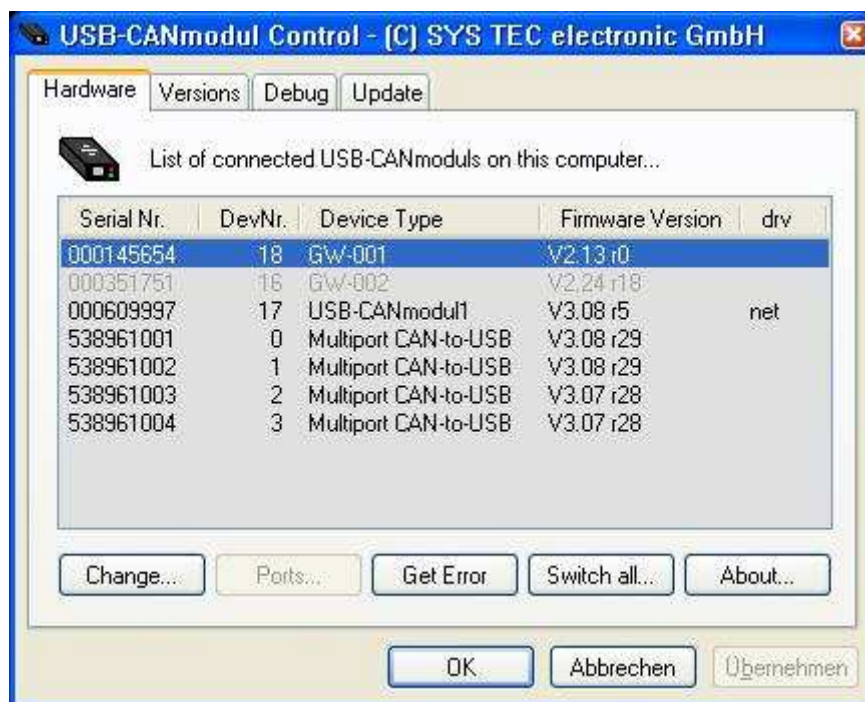 USB-CANmodul Control - (C) SYS TEC electronic GmbH
Hardware Versions Debug Update
List of connected USB-CANmoduls on this computer...
Serial Nr. DevNr. Device Type Firmware Version drv
000145654 18 GW-001 V2.13 r0
000351751 16 GW-002 V2,24 r18
000609997 17 USB-CANmodul1 V3.08 r5 net
538961001 0 Multiport CAN-to-USB V3.08 r29
538961002 1 Multiport CAN-to-USB V3.08 r29
538961003 2 Multiport CAN-to-USB V3.07 r28
538961004 3 Multiport CAN-to-USB V3.07 r28
Change... Ports... Get Error Switch all... About...
OK Abbrechen Übernehmen